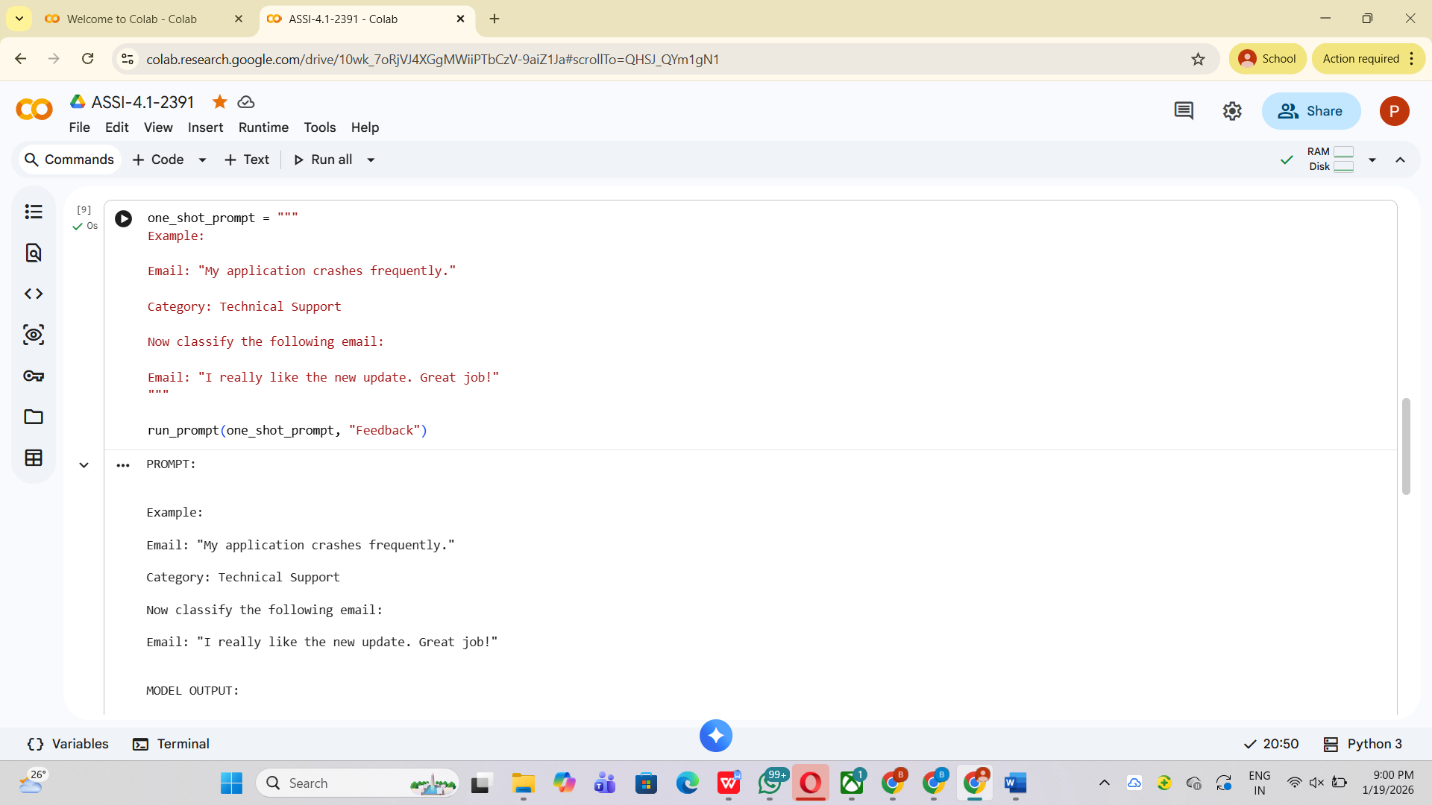 Welcome to Colab - Colab
ASSI-4.1-2391 - Colab
colab.research.google.com/drive/10wk_7oRjVJ4XGgMWiiPTbCzV-9aiZ1Ja#scrollTo=QHSJ_QYm1gN1
School
Action required
ASSI-4.1-2391
File Edit View Insert Runtime Tools Help
Share
P
Commands + Code + Text Run all
RAM
Disk
[9]
0s
one_shot_prompt = """
Example:
Email: "My application crashes frequently."
Category: Technical Support
Now classify the following email:
Email: "I really like the new update. Great job!"
"""
run_prompt(one_shot_prompt, "Feedback")
PROMPT:
Example:
Email: "My application crashes frequently."
Category: Technical Support
Now classify the following email:
Email: "I really like the new update. Great job!"
MODEL OUTPUT:
{} Variables Terminal
20:50 Python 3
26°
Search
99+
1
B
B
W
ENG
IN
9:00 PM
1/19/2026